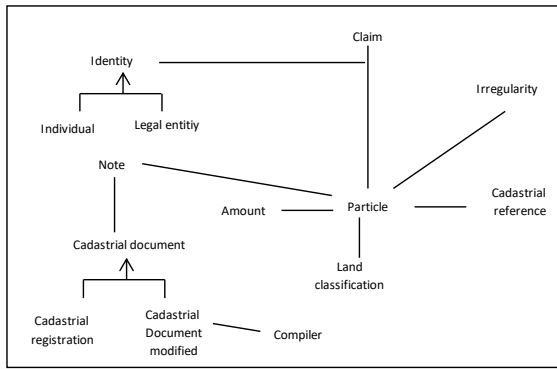 Claim
Identity
Irregularity
Individual
Legal entitiy
Note
Cadastrial
reference
Amount
Particle
Cadastrial document
Land
classification
Cadastrial
registration
Cadastrial
Document
modified
Compiler